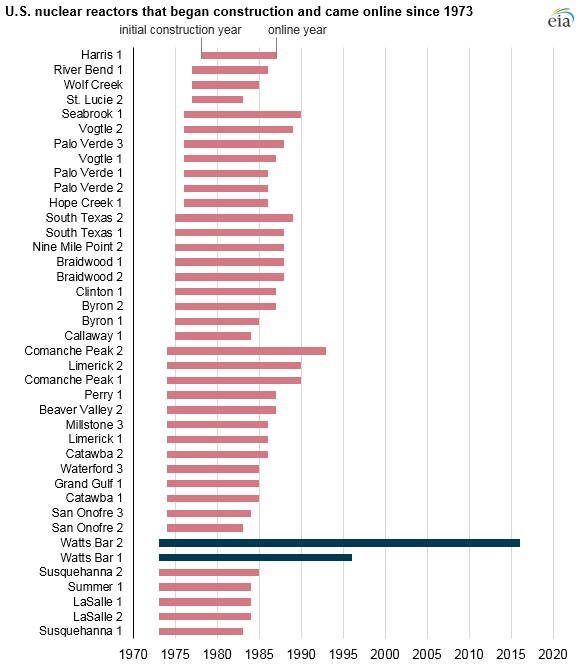 U.S. nuclear reactors that began construction and came online since 1973
eia
initial construction year online year
Harris 1
River Bend 1
Wolf Creek
St. Lucie 2
Seabrook 1
Vogtle 2
Palo Verde 3
Vogtle 1
Palo Verde 1
Palo Verde 2
Hope Creek 1
South Texas 2
South Texas 1
Nine Mile Point 2
Braidwood 1
Braidwood 2
Clinton 1
Byron 2
Byron 1
Callaway 1
Comanche Peak 2
Limerick 2
Comanche Peak 1
Perry 1
Beaver Valley 2
Millstone 3
Limerick 1
Catawba 2
Waterford 3
Grand Gulf 1
Catawba 1
San Onofre 3
San Onofre 2
Watts Bar 2
Watts Bar 1
Susquehanna 2
Summer 1
LaSalle 1
LaSalle 2
Susquehanna 1
1970 1975 1980 1985 1990 1995 2000 2005 2010 2015 2020